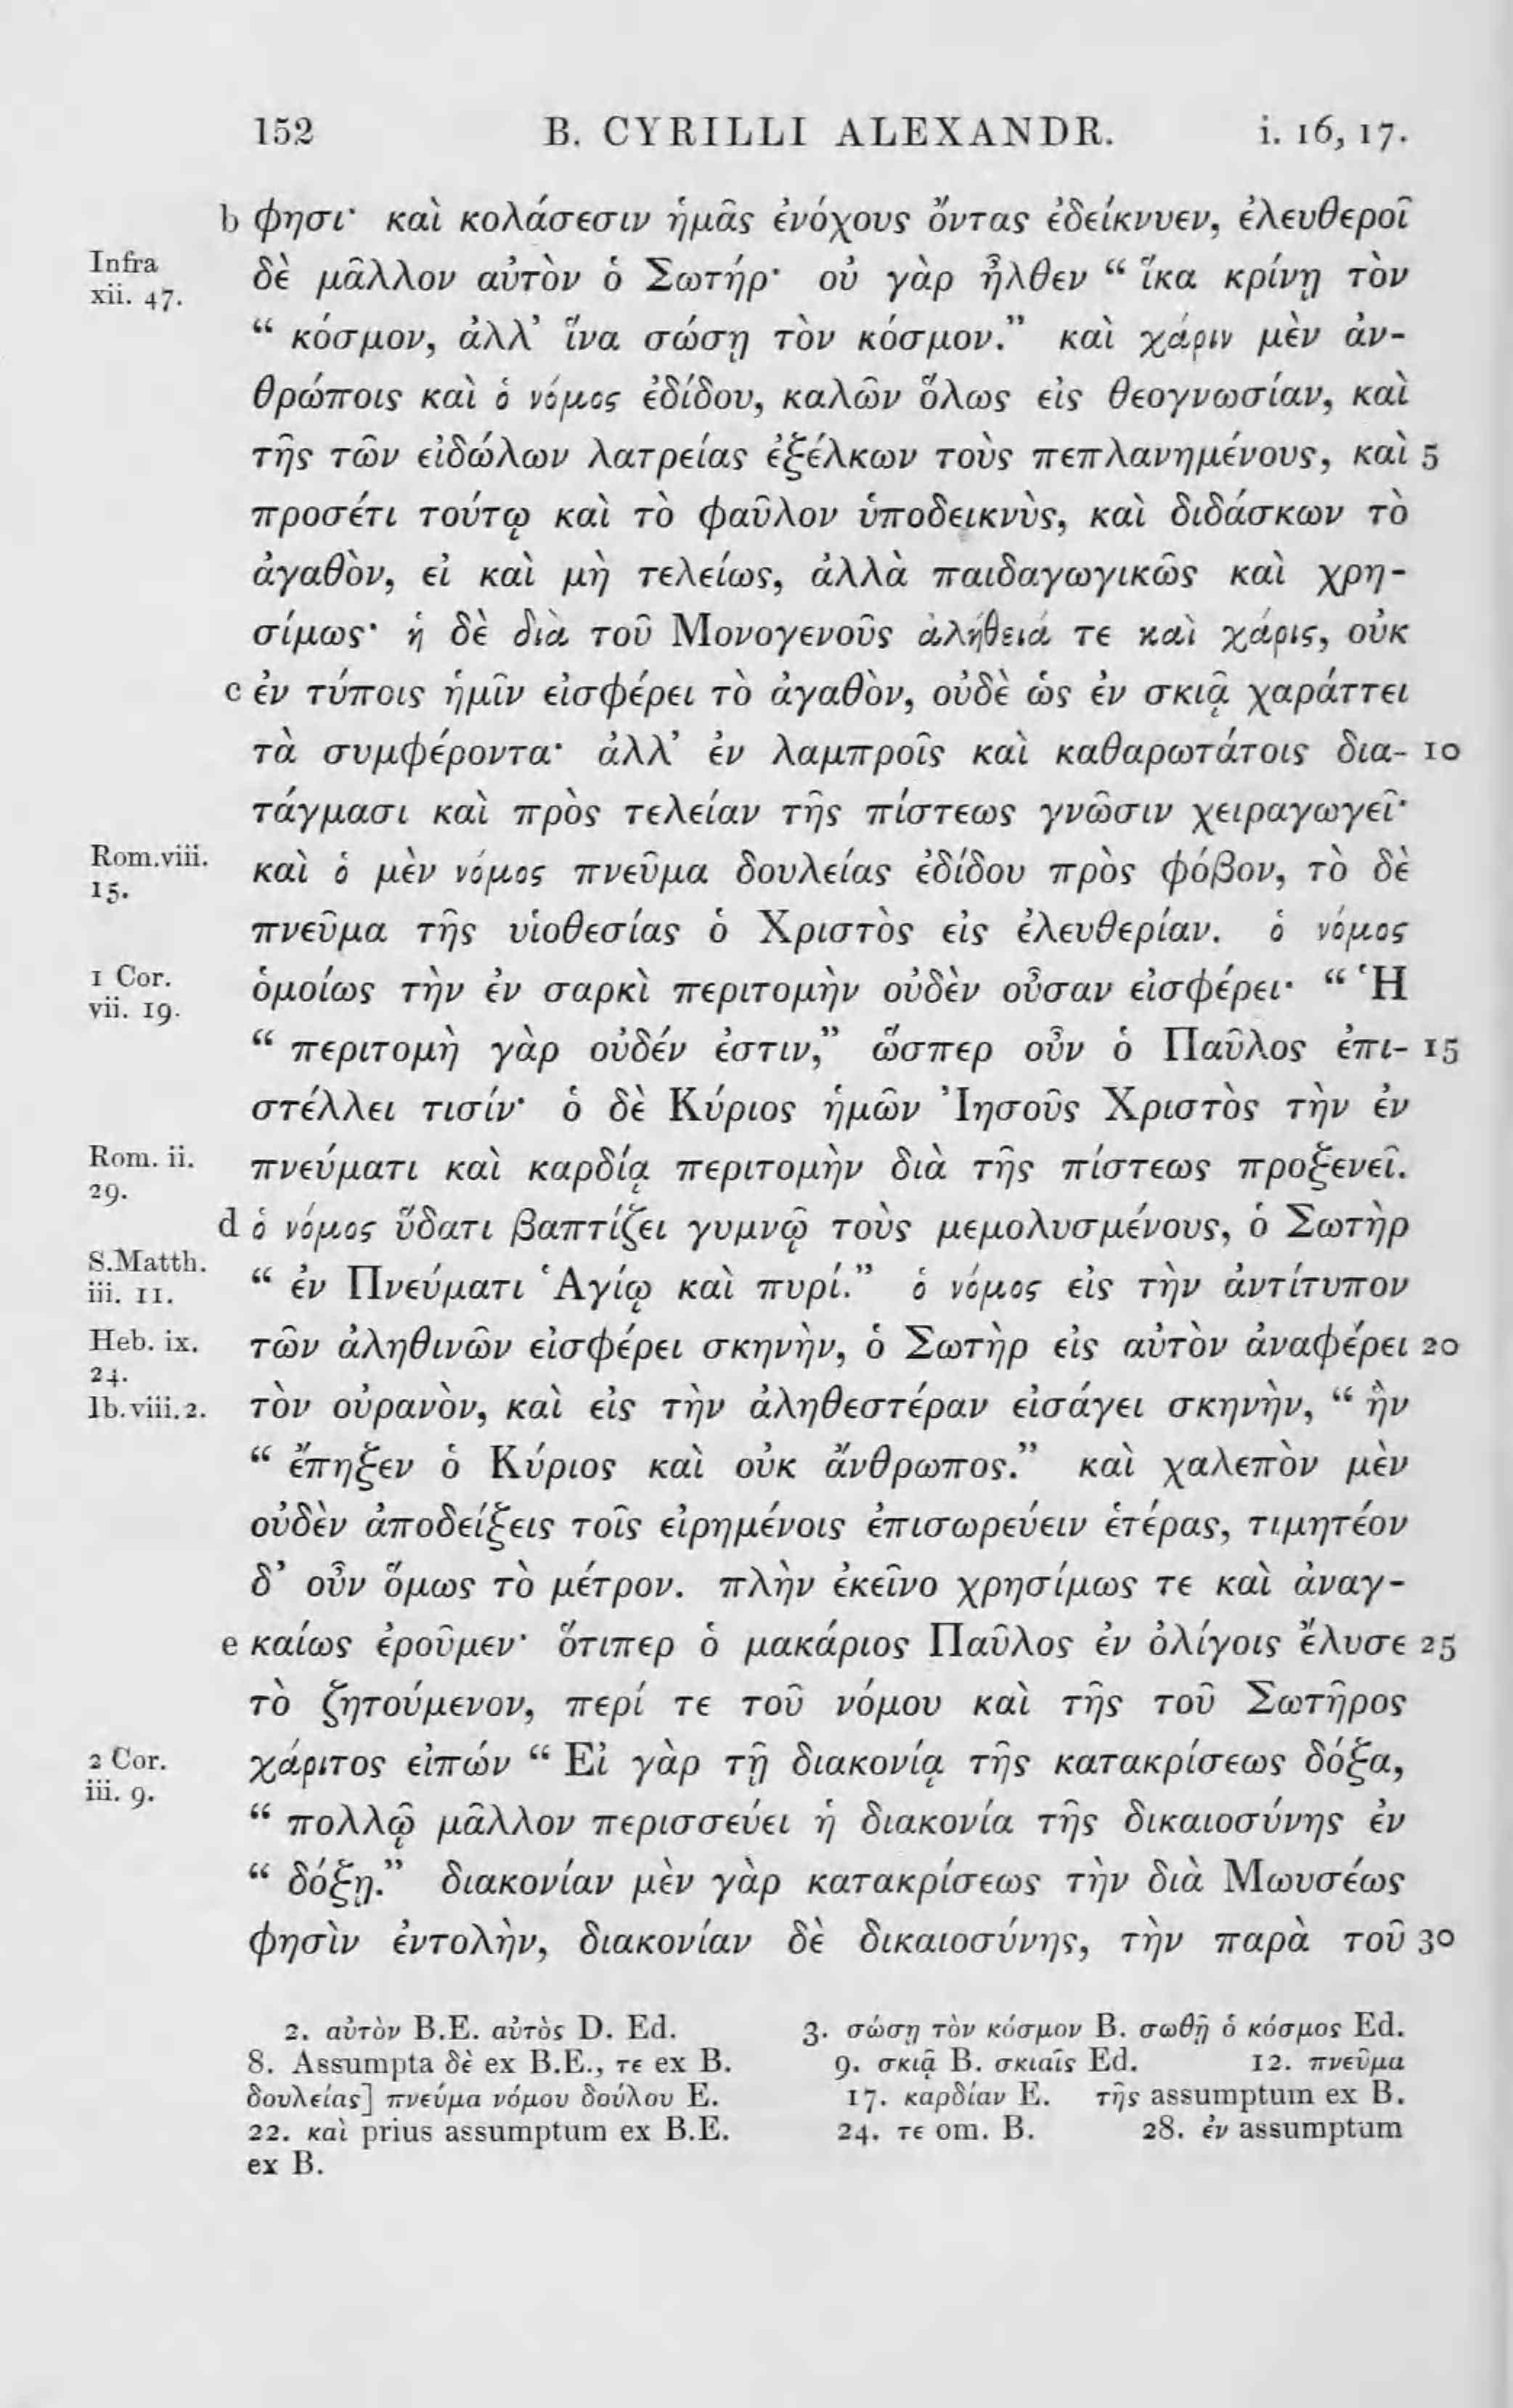 152 B. CYRILLI ALEXANDR. i. 16, 17.
b φησι· καὶ κολάσεσιν ἡμᾶς ἐνόχους ὄντας ἐδείκνυεν, ἐλευθεροῖ
Infra xii. 47. δὲ μᾶλλον αὐτὸν ὁ Σωτήρ· οὐ γὰρ ἦλθεν “ ἵκα κρίνῃ τὸν
“ κόσμον, ἀλλ’ ἵνα σώσῃ τὸν κόσμον.” καὶ χάριν μὲν ἀν-
θρώποις καὶ ὁ νόμος ἐδίδου, καλῶν ὅλως εἰς θεογνωσίαν, καὶ
τῆς τῶν εἰδώλων λατρείας ἐξέλκων τοὺς πεπλανημένους, καὶ 5
προσέτι τούτῳ καὶ τὸ φαῦλον ὑποδεικνὺς, καὶ διδάσκων τὸ
ἀγαθὸν, εἰ καὶ μὴ τελείως, ἀλλὰ παιδαγωγικῶς καὶ χρη-
σίμως· ἡ δὲ διὰ τοῦ Μονογενοῦς ἀλήθειά τε καὶ χάρις, οὐκ
c ἐν τύποις ἡμῖν εἰσφέρει τὸ ἀγαθὸν, οὐδὲ ὡς ἐν σκιᾷ χαράττει
τὰ συμφέροντα· ἀλλ’ ἐν λαμπροῖς καὶ καθαρωτάτοις δια- 10
τάγμασι καὶ πρὸς τελείαν τῆς πίστεως γνῶσιν χειραγωγεῖ·
Rom. viii. 15. καὶ ὁ μὲν νόμος πνεῦμα δουλείας ἐδίδου πρὸς φόβον, τὸ δὲ
πνεῦμα τῆς υἱοθεσίας ὁ Χριστὸς εἰς ἐλευθερίαν. ὁ νόμος
1 Cor. vii. 19. ὁμοίως τὴν ἐν σαρκὶ περιτομὴν οὐδὲν οὖσαν εἰσφέρει· “ Ἡ
“ περιτομὴ γὰρ οὐδέν ἐστιν,” ὥσπερ οὖν ὁ Παῦλος ἐπι- 15
στέλλει τισίν· ὁ δὲ Κύριος ἡμῶν Ἰησοῦς Χριστὸς τὴν ἐν
Rom. ii. 29. πνεύματι καὶ καρδίᾳ περιτομὴν διὰ τῆς πίστεως προξενεῖ.
d ὁ νόμος ὕδατι βαπτίζει γυμνῷ τοὺς μεμολυσμένους, ὁ Σωτὴρ
S. Matth. iii. 11. “ ἐν Πνεύματι Ἁγίῳ καὶ πυρί.” ὁ νόμος εἰς τὴν ἀντίτυπον
Heb. ix. 24. τῶν ἀληθινῶν εἰσφέρει σκηνὴν, ὁ Σωτὴρ εἰς αὐτὸν ἀναφέρει 20
Ib. viii. 2. τὸν οὐρανὸν, καὶ εἰς τὴν ἀληθεστέραν εἰσάγει σκηνὴν, “ ἣν
“ ἔπηξεν ὁ Κύριος καὶ οὐκ ἄνθρωπος.” καὶ χαλεπὸν μὲν
οὐδὲν ἀποδείξεις τοῖς εἰρημένοις ἐπισωρεύειν ἑτέρας, τιμητέον
δ’ οὖν ὅμως τὸ μέτρον. πλὴν ἐκεῖνο χρησίμως τε καὶ ἀναγ-
e καίως ἐροῦμεν· ὅτιπερ ὁ μακάριος Παῦλος ἐν ὀλίγοις ἔλυσε 25
τὸ ζητούμενον, περί τε τοῦ νόμου καὶ τῆς τοῦ Σωτῆρος
2 Cor. iii. 9. χάριτος εἰπών “ Εἰ γὰρ τῇ διακονίᾳ τῆς κατακρίσεως δόξα,
“ πολλῷ μᾶλλον περισσεύει ἡ διακονία τῆς δικαιοσύνης ἐν
“ δόξῃ.” διακονίαν μὲν γὰρ κατακρίσεως τὴν διὰ Μωυσέως
φησὶν ἐντολὴν, διακονίαν δὲ δικαιοσύνης, τὴν παρὰ τοῦ 30
2. αὐτὸν B.E. αὐτὸς D. Ed. 3. σώσῃ τὸν κόσμον B. σωθῇ ὁ κόσμος Ed.
8. Assumpta δὲ ex B.E., τε ex B. 9. σκιᾷ B. σκιαῖς Ed. 12. πνεῦμα
δουλείας] πνεύμα νόμου δούλου E. 17. καρδίαν E. τῆς assumptum ex B.
22. καὶ prius assumptum ex B.E. 24. τε om. B. 28. ἐν assumptum
ex B.